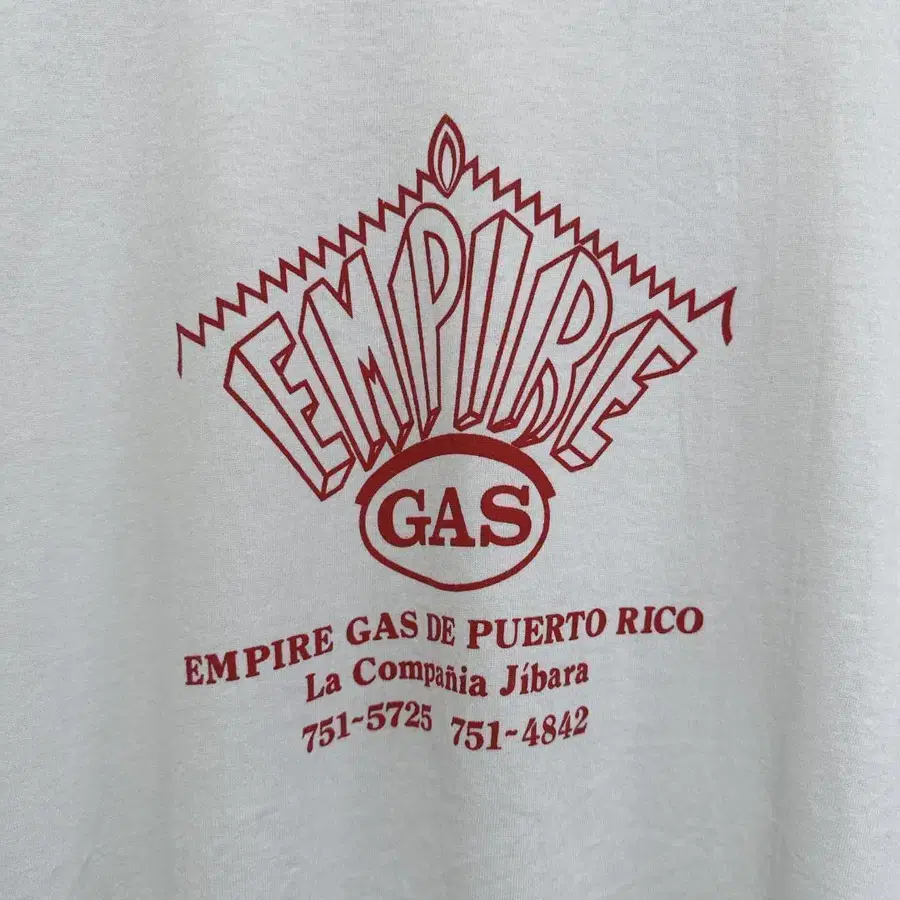 EMPIRE
GAS
EMPIRE GAS DE PUERTO RICO
La Compañia Jíbara
751-5725 751-4842